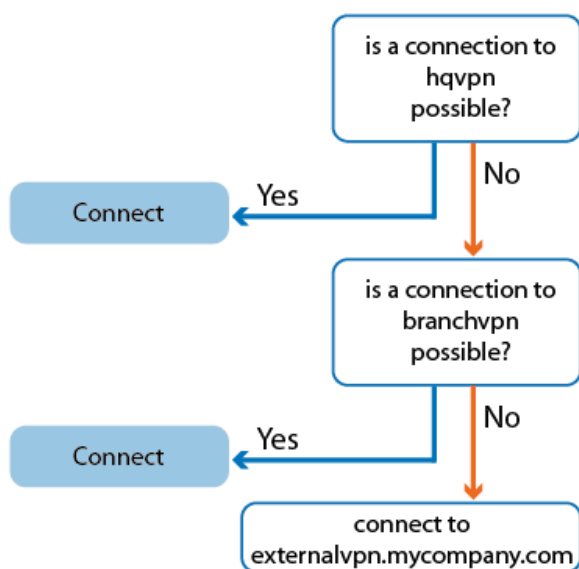 is a connection to
hqvpn
possible?
Yes
No
Connect
is a connection to
branchvpn
possible?
Yes
No
Connect
connect to
externalvpn.mycompany.com